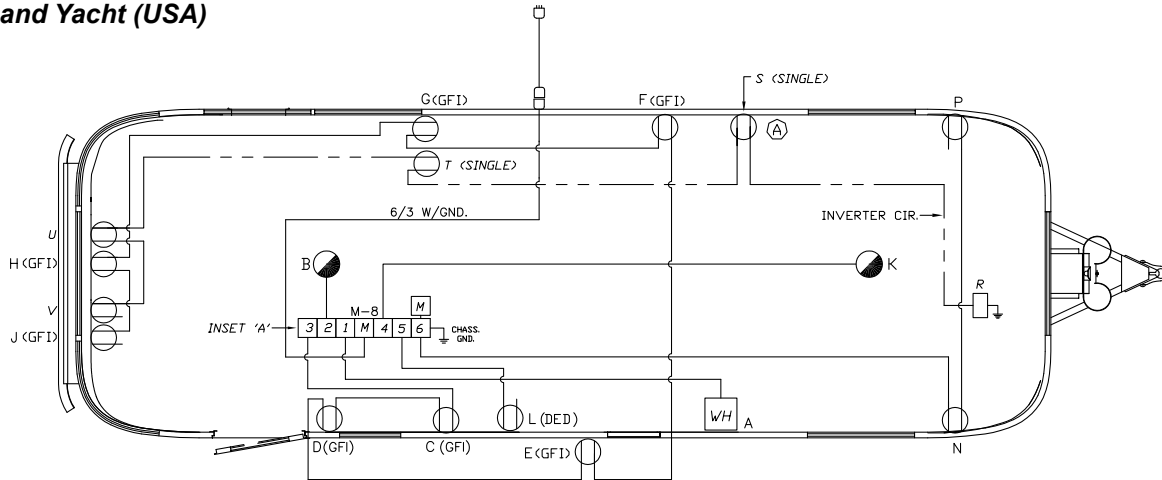 and Yacht (USA)
S (SINGLE)
G(GFI)
F(GFI)
P
A
T (SINGLE)
6/3 W/GND.
INVERTER CIR.
U
H(GFI)
B
K
V
M-8
M
R
INSET 'A'
3 2 1 M 4 5 6
CHASS.
GND.
J(GFI)
WH
A
L(DED)
D(GFI)
C (GFI)
E(GFI)
N